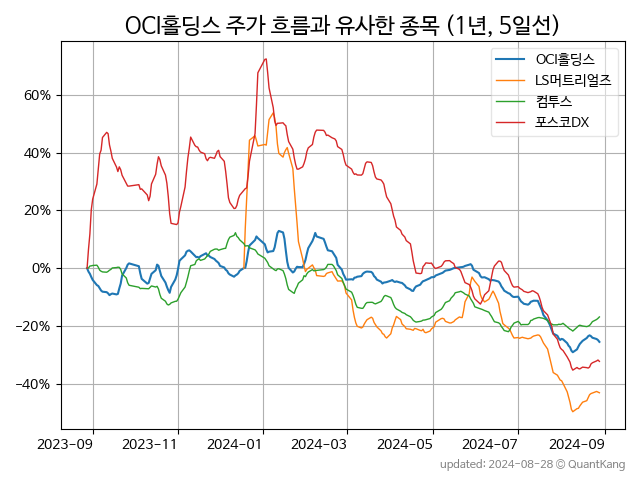 OCI홀딩스 주가 흐름과 유사한 종목 (1년, 5일선)
OCI홀딩스
LS머트리얼즈
컴투스
포스코DX
60%
40%
20%
0%
−20%
−40%
2023-09 2023-11 2024-01 2024-03 2024-05 2024-07 2024-09
updated: 2024-08-28 © QuantKang